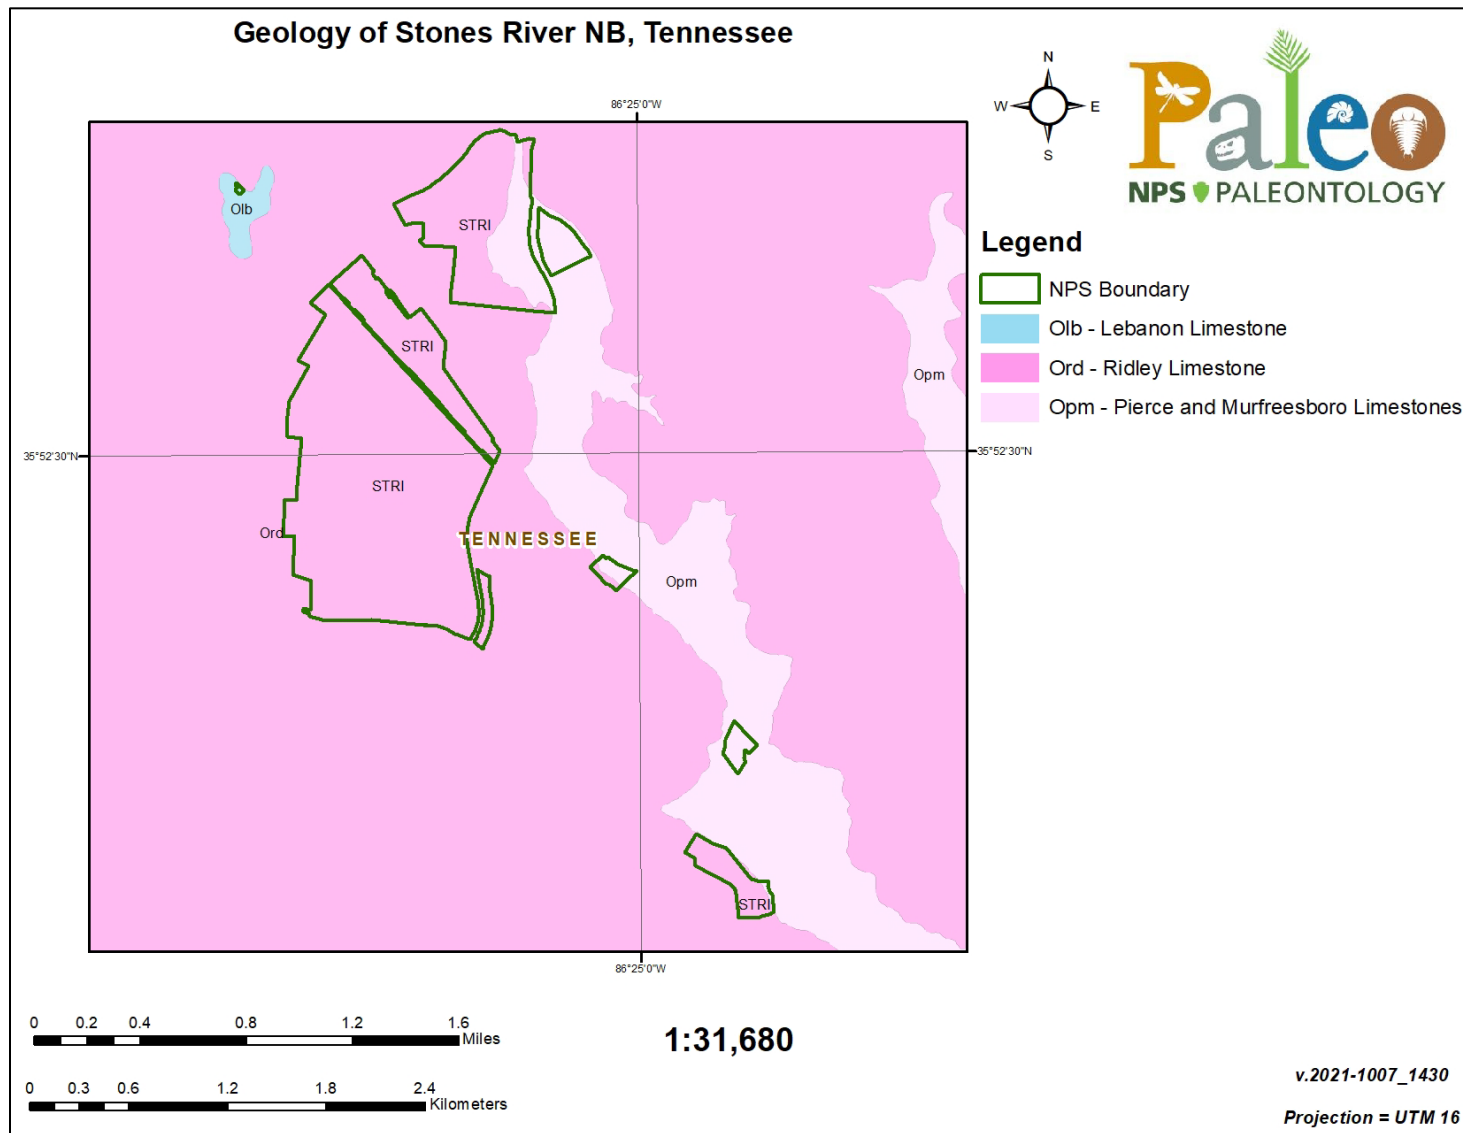 Geology of Stones River NB, Tennessee
N
W E
S
Paleo
NPS PALEONTOLOGY
86°25'0"W
Olb
STRI
STRI
Opm
35°52'30"N
35°52'30"N
STRI
Ord
TENNESSEE
Opm
STRI
86°25'0"W
Legend
NPS Boundary
Olb - Lebanon Limestone
Ord - Ridley Limestone
Opm - Pierce and Murfreesboro Limestones
0 0.2 0.4 0.8 1.2 1.6
Miles
0 0.3 0.6 1.2 1.8 2.4
Kilometers
1:31,680
v.2021-1007_1430
Projection = UTM 16